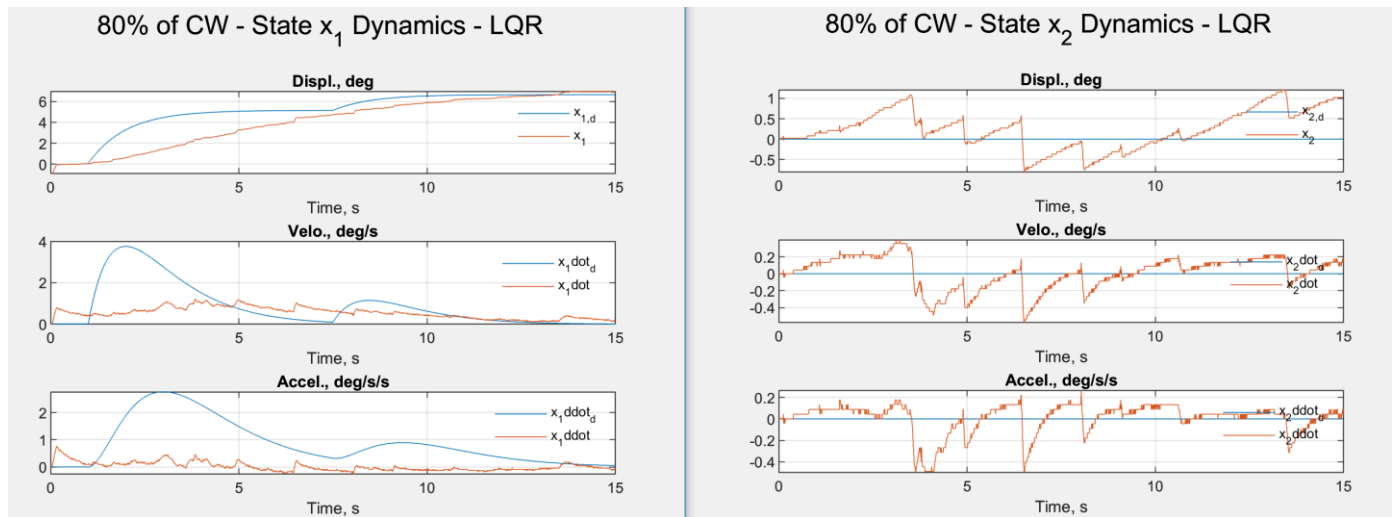 80% of CW - State x1 Dynamics - LQR
Displ., deg
6
4
2
0
x1,d
x1
0 5 10 15
Time, s
Velo., deg/s
4
2
0
x1dotd
x1dot
0 5 10 15
Time, s
Accel., deg/s/s
2
1
0
x1ddotd
x1ddot
0 5 10 15
Time, s
80% of CW - State x2 Dynamics - LQR
Displ., deg
1
0.5
0
-0.5
x2,d
x2
0 5 10 15
Time, s
Velo., deg/s
0.2
0
-0.2
-0.4
x2dotd
x2dot
0 5 10 15
Time, s
Accel., deg/s/s
0.2
0
-0.2
-0.4
x2ddotd
x2ddot
0 5 10 15
Time, s